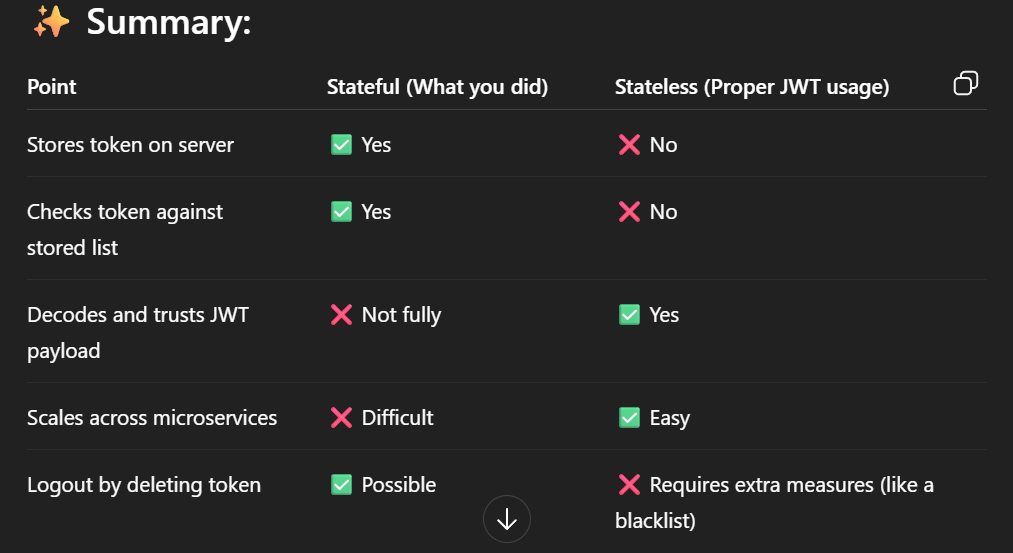 ✨ Summary:
Point Stateful (What you did) Stateless (Proper JWT usage)
Stores token on server ✅ Yes ❌ No
Checks token against
stored list ✅ Yes ❌ No
Decodes and trusts JWT
payload ❌ Not fully ✅ Yes
Scales across microservices ❌ Difficult ✅ Easy
Logout by deleting token ✅ Possible ❌ Requires extra measures (like a
blacklist)